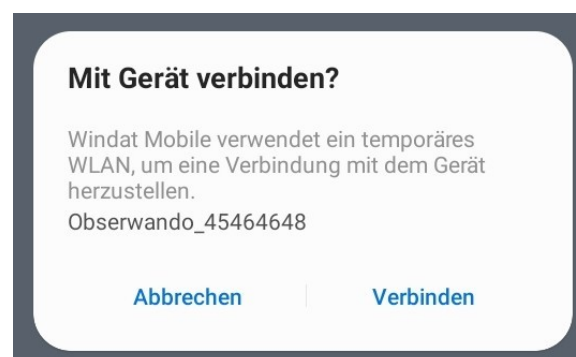 Mit Gerät verbinden?
Windat Mobile verwendet ein temporäres
WLAN, um eine Verbindung mit dem Gerät
herzustellen.
Obserwando_45464648
Abbrechen
Verbinden